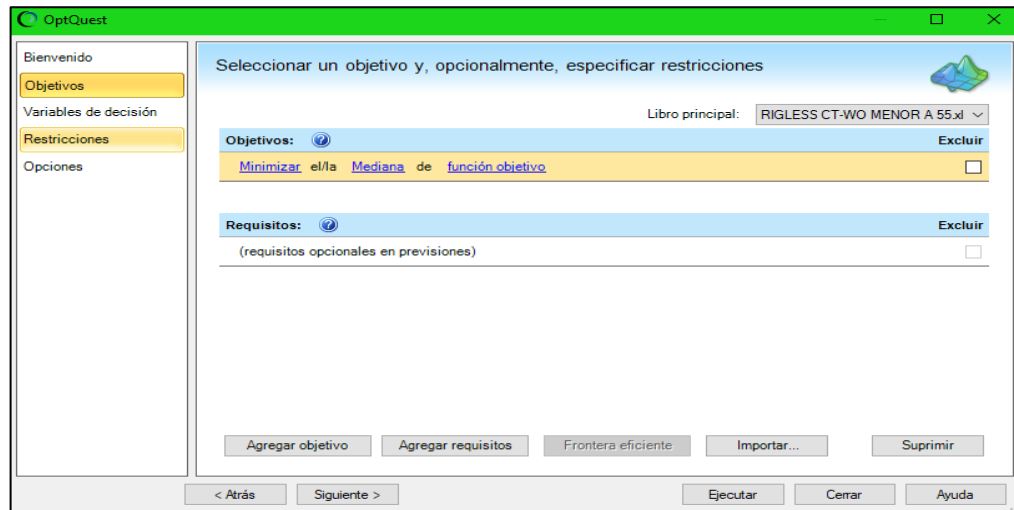 OptQuest
Bienvenido
Objetivos
Variables de decisión
Restricciones
Opciones
Seleccionar un objetivo y, opcionalmente, especificar restricciones
Libro principal: RIGLESS CT-WO MENOR A 55.xl
Objetivos: Excluir
Minimizar el/la Mediana de función objetivo
Requisitos: Excluir
(requisitos opcionales en previsiones)
Agregar objetivo Agregar requisitos Frontera eficiente Importar... Suprimir
< Atrás Siguiente > Ejecutar Cerrar Ayuda